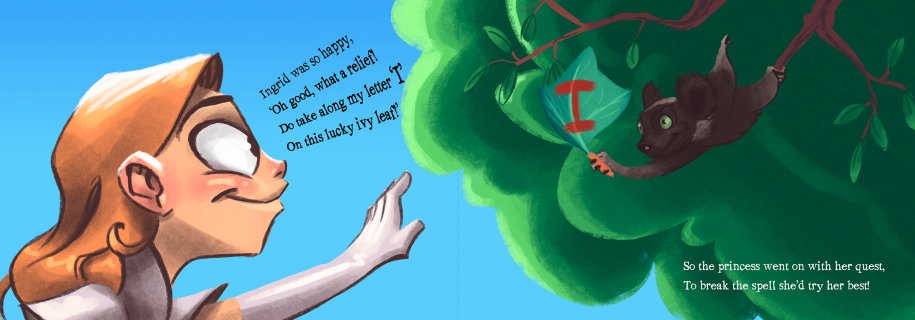 Ingrid was so happy,
'Oh good, what a relief!
Do take along my letter 'I'
On this lucky ivy leaf!'
I
So the princess went on with her quest,
To break the spell she'd try her best!